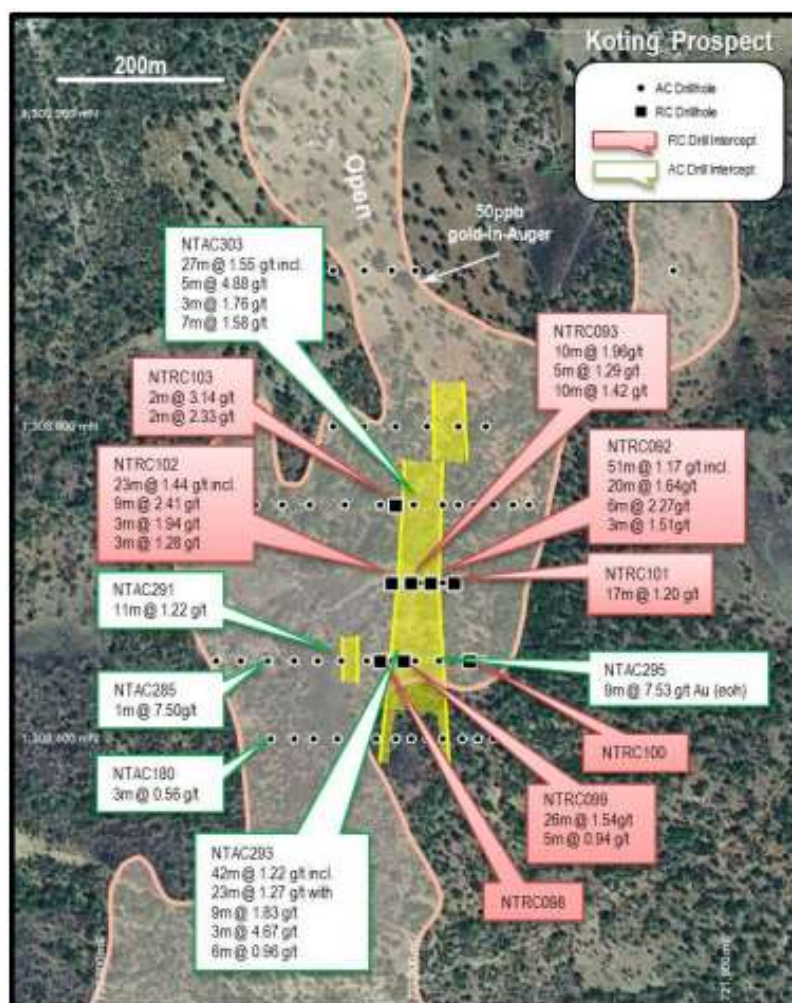 Koting Prospect
AC Drillhole
RC Drillhole
RC Drill Intercept
AC Drill Intercept
200m
Open
50ppb
gold-in-Auger
NTAC303
27m @ 1.55 g/t incl.
5m @ 4.88 g/t
3m @ 1.76 g/t
7m @ 1.58 g/t
NTRC093
10m @ 1.96g/t
5m @ 1.29 g/t
10m @ 1.42 g/t
NTRC103
2m @ 3.14 g/t
2m @ 2.33 g/t
NTRC092
51m @ 1.17 g/t incl.
20m @ 1.64g/t
6m @ 2.27g/t
3m @ 1.51g/t
NTRC102
23m @ 1.44 g/t incl.
9m @ 2.41 g/t
3m @ 1.94 g/t
3m @ 1.28 g/t
NTRC101
17m @ 1.20 g/t
NTAC291
11m @ 1.22 g/t
NTAC295
9m @ 7.53 g/t Au (eoh)
NTAC285
1m @ 7.50g/t
NTRC100
NTAC180
3m @ 0.56 g/t
NTRC099
26m @ 1.54g/t
5m @ 0.94 g/t
NTAC293
42m @ 1.22 g/t incl.
23m @ 1.27 g/t with
9m @ 1.83 g/t
3m @ 4.67 g/t
6m @ 0.96 g/t
NTRC098